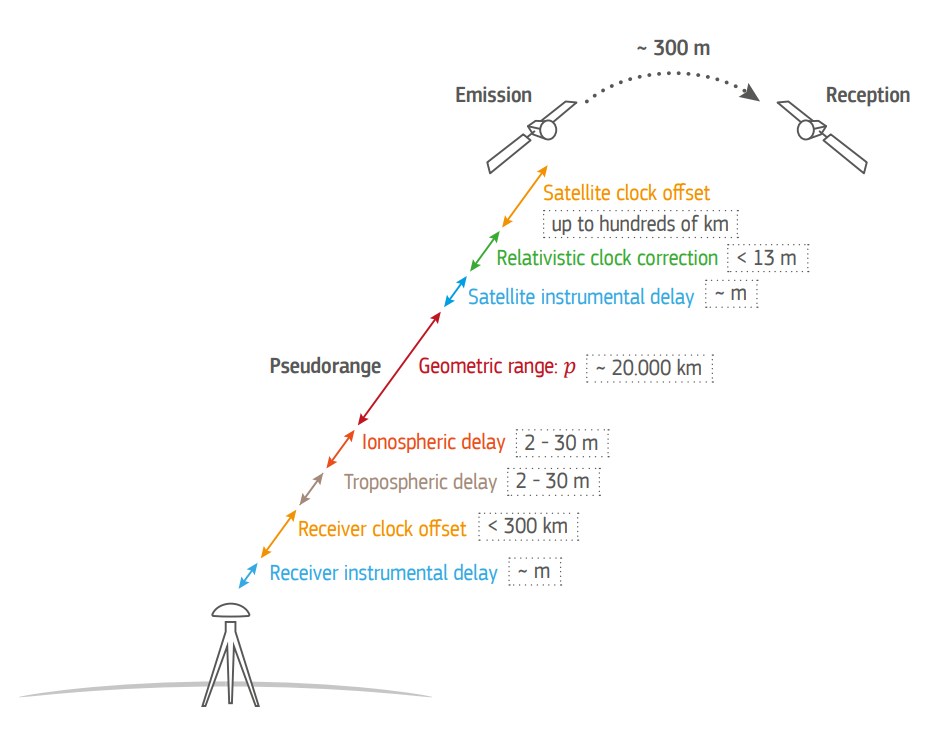 ~ 300 m
Emission
Reception
Satellite clock offset
up to hundreds of km
Relativistic clock correction < 13 m
Satellite instrumental delay ~ m
Pseudorange Geometric range: p ~ 20.000 km
Ionospheric delay 2 - 30 m
Tropospheric delay 2 - 30 m
Receiver clock offset < 300 km
Receiver instrumental delay ~ m